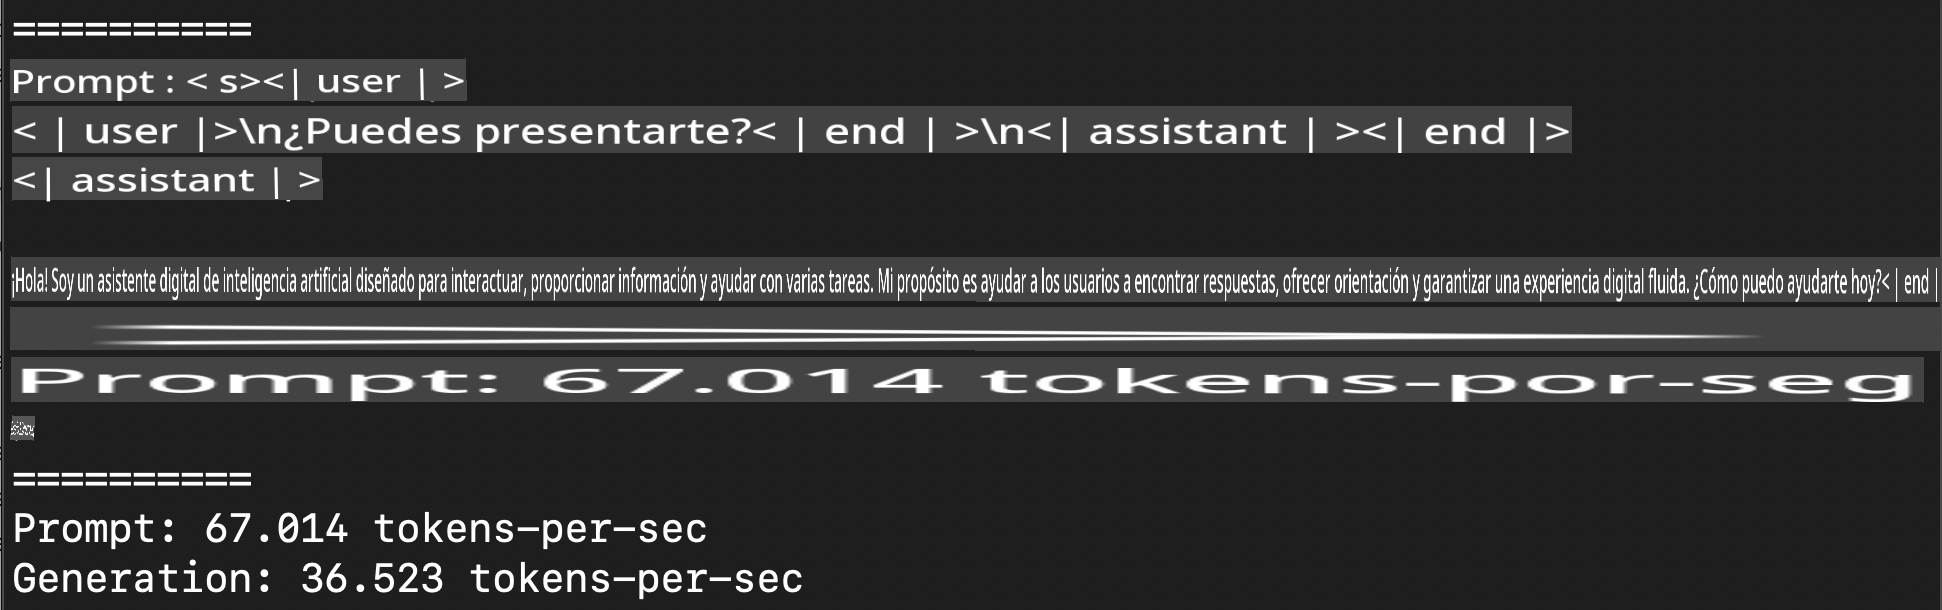 ==========
Prompt : < s><| user | >
< | user |>\n¿Puedes presentarte?< | end | >\n<| assistant | ><| end |>
<| assistant | >
¡Hola! Soy un asistente digital de inteligencia artificial diseñado para interactuar, proporcionar información y ayudar con varias tareas. Mi propósito es ayudar a los usuarios a encontrar respuestas, ofrecer orientación y garantizar una experiencia digital fluida. ¿Cómo puedo ayudarte hoy?< | end |
Prompt: 67.014 tokens-por-seg
==========
Prompt: 67.014 tokens-per-sec
Generation: 36.523 tokens-per-sec